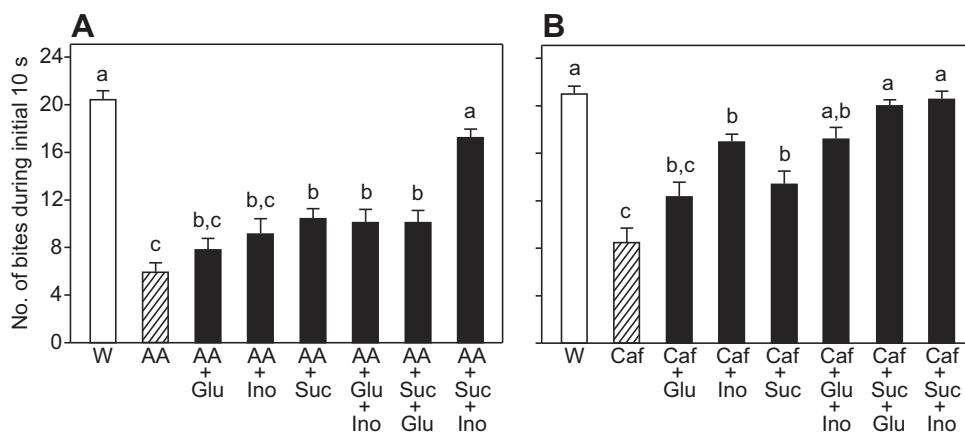 A
B
No. of bites during initial 10 s
24
20
16
12
8
4
0
a
c
b,c
b,c
b
b
b
a
a
c
b,c
b
b
a,b
a
a
W AA AA AA AA AA AA AA
+ + + + + +
Glu Ino Suc Glu Suc Suc
+ + +
Ino Glu Ino
W Caf Caf Caf Caf Caf Caf Caf
+ + + + + +
Glu Ino Suc Glu Suc Suc
+ + +
Ino Glu Ino